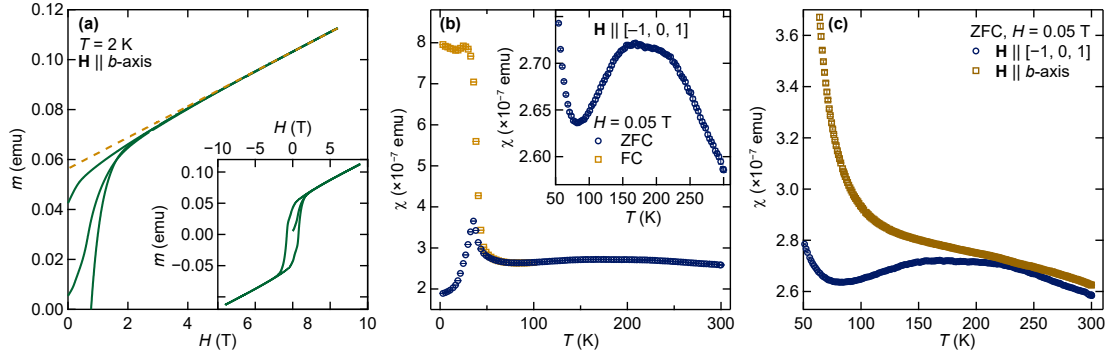 (a)
T = 2 K
H || b-axis
0.14
0.12
0.10
0.08
0.06
0.04
0.02
0.00
m (emu)
0 2 4 6 8 10
H (T)
H (T)
−10 −5 0 5
0.10
0.05
0.00
−0.05
m (emu)
(b)
8
7
6
5
4
3
2
χ (×10⁻⁷ emu)
0 50 100 150 200 250 300
T (K)
H || [−1, 0, 1]
2.70
2.65
2.60
χ (×10⁻⁷ emu)
H = 0.05 T
ZFC
FC
50 100 150 200 250
T (K)
(c)
ZFC, H = 0.05 T
H || [−1, 0, 1]
H || b-axis
3.6
3.4
3.2
3.0
2.8
2.6
χ (×10⁻⁷ emu)
50 100 150 200 250 300
T (K)